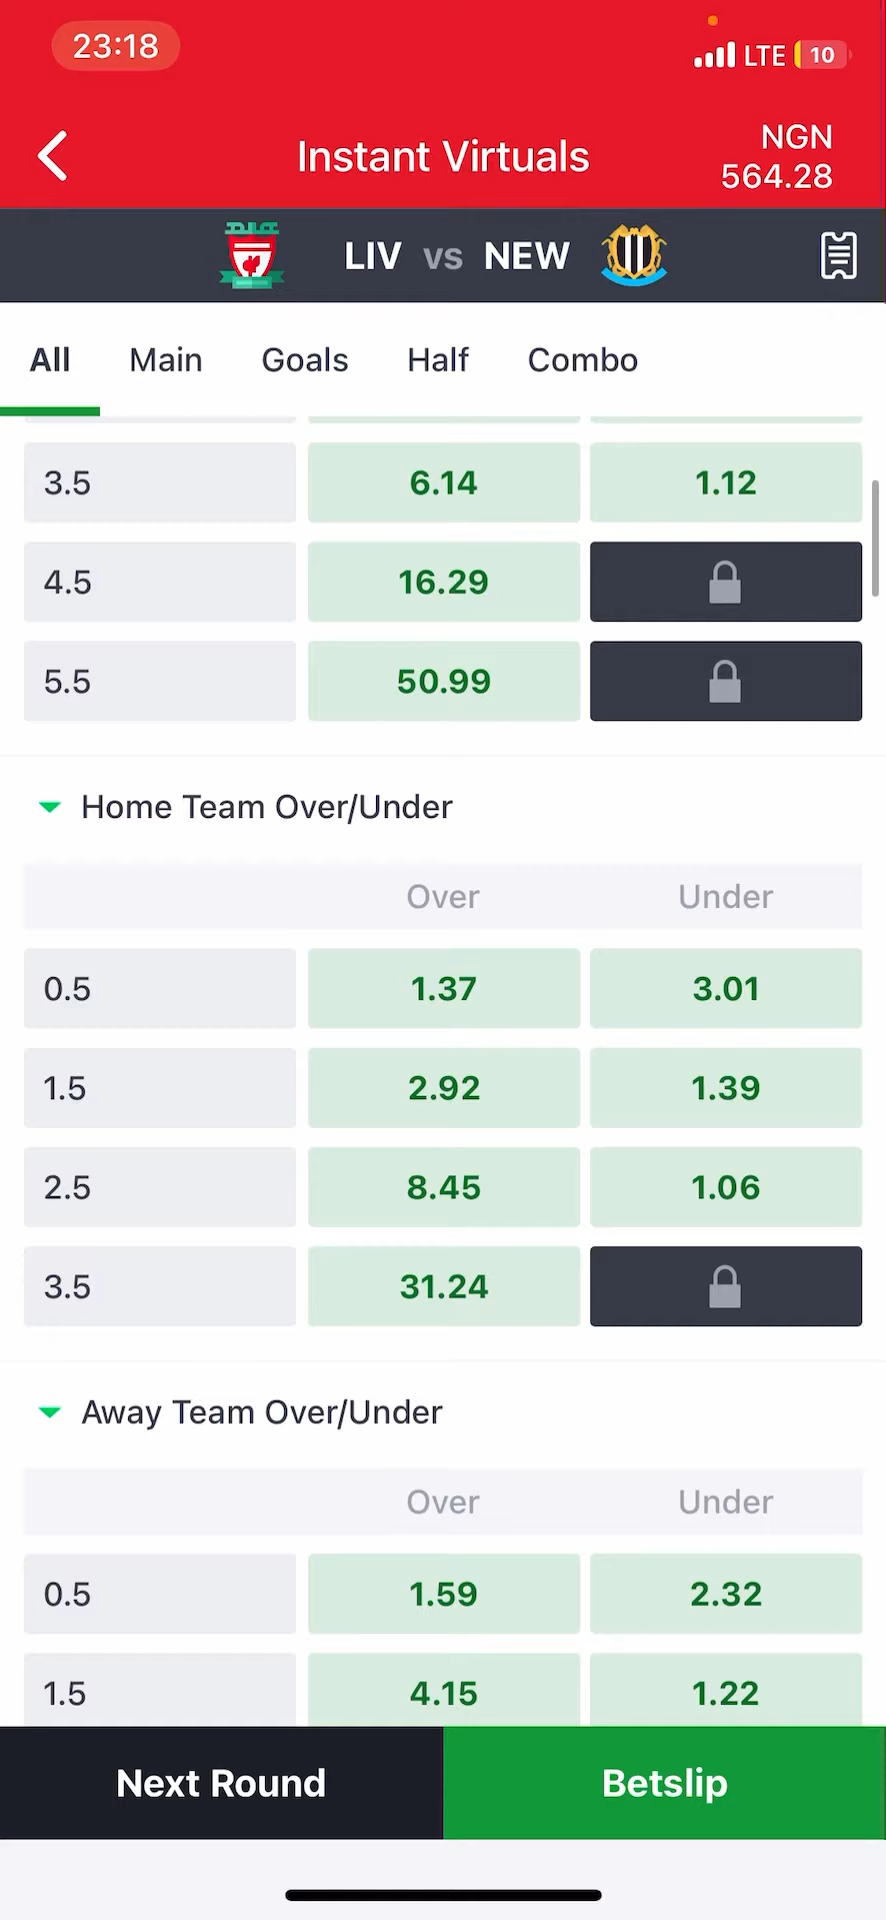 23:18 LTE 10
Instant Virtuals
NGN
564.28
LIV vs NEW
All Main Goals Half Combo
3.5 6.14 1.12
4.5 16.29
5.5 50.99
Home Team Over/Under
Over Under
0.5 1.37 3.01
1.5 2.92 1.39
2.5 8.45 1.06
3.5 31.24
Away Team Over/Under
Over Under
0.5 1.59 2.32
1.5 4.15 1.22
Next Round Betslip